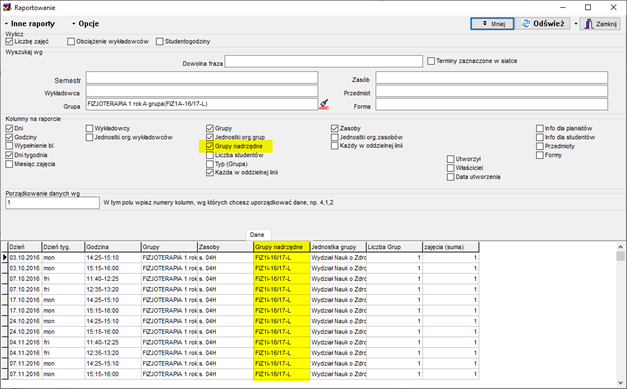 Raportowanie
Inne raporty Opcje Mniej Odśwież Zamknij
Wylicz
Liczbę zajęć Obciążenie wykładowców Studentogodziny
Wyszukaj wg
Dowolna fraza Terminy zaznaczone w siatce
Semestr Zasób
Wykładowca Przedmiot
Grupa FIZJOTERAPIA 1 rok A grupa(FIZ1A-16/17-L) Forma
Kolumny na raporcie
Dni Wykładowcy Grupy Zasoby Info dla planistów
Godziny Jednostki org.wykładowców Jednostki org.grup Jednostki org.zasobów Info dla studentów
Wypełnienie bl. Grupy nadrzędne Każdy w oddzielnej linii Przedmioty
Dni tygodnia Liczba studentów Utworzył Formy
Miesiąc zajęcia Typ (Grupa) Właściciel
Każda w oddzielnej linii Data utworzenia
Porządkowanie danych wg
1 W tym polu wpisz numery kolumn, wg których chcesz uporządkować dane, np. 4,1,2
Dane
Dzień Dzień tyg. Godzina Grupy Zasoby Grupy nadrzędne Jednostka grupy Liczba Grup zajęcia (suma)
03.10.2016 mon 14:25-15:10 FIZJOTERAPIA 1 rok s. 04H FIZ1I-16/17-L Wydział Nauk o Zdro 1 1
03.10.2016 mon 15:15-16:00 FIZJOTERAPIA 1 rok s. 04H FIZ1I-16/17-L Wydział Nauk o Zdro 1 1
07.10.2016 fri 11:40-12:25 FIZJOTERAPIA 1 rok s. 04H FIZ1I-16/17-L Wydział Nauk o Zdro 1 1
07.10.2016 fri 12:35-13:20 FIZJOTERAPIA 1 rok s. 04H FIZ1I-16/17-L Wydział Nauk o Zdro 1 1
17.10.2016 mon 14:25-15:10 FIZJOTERAPIA 1 rok s. 04H FIZ1I-16/17-L Wydział Nauk o Zdro 1 1
17.10.2016 mon 15:15-16:00 FIZJOTERAPIA 1 rok s. 04H FIZ1I-16/17-L Wydział Nauk o Zdro 1 1
24.10.2016 mon 14:25-15:10 FIZJOTERAPIA 1 rok s. 04H FIZ1I-16/17-L Wydział Nauk o Zdro 1 1
24.10.2016 mon 15:15-16:00 FIZJOTERAPIA 1 rok s. 04H FIZ1I-16/17-L Wydział Nauk o Zdro 1 1
04.11.2016 fri 11:40-12:25 FIZJOTERAPIA 1 rok s. 04H FIZ1I-16/17-L Wydział Nauk o Zdro 1 1
04.11.2016 fri 12:35-13:20 FIZJOTERAPIA 1 rok s. 04H FIZ1I-16/17-L Wydział Nauk o Zdro 1 1
07.11.2016 mon 14:25-15:10 FIZJOTERAPIA 1 rok s. 04H FIZ1I-16/17-L Wydział Nauk o Zdro 1 1
07.11.2016 mon 15:15-16:00 FIZJOTERAPIA 1 rok s. 04H FIZ1I-16/17-L Wydział Nauk o Zdro 1 1